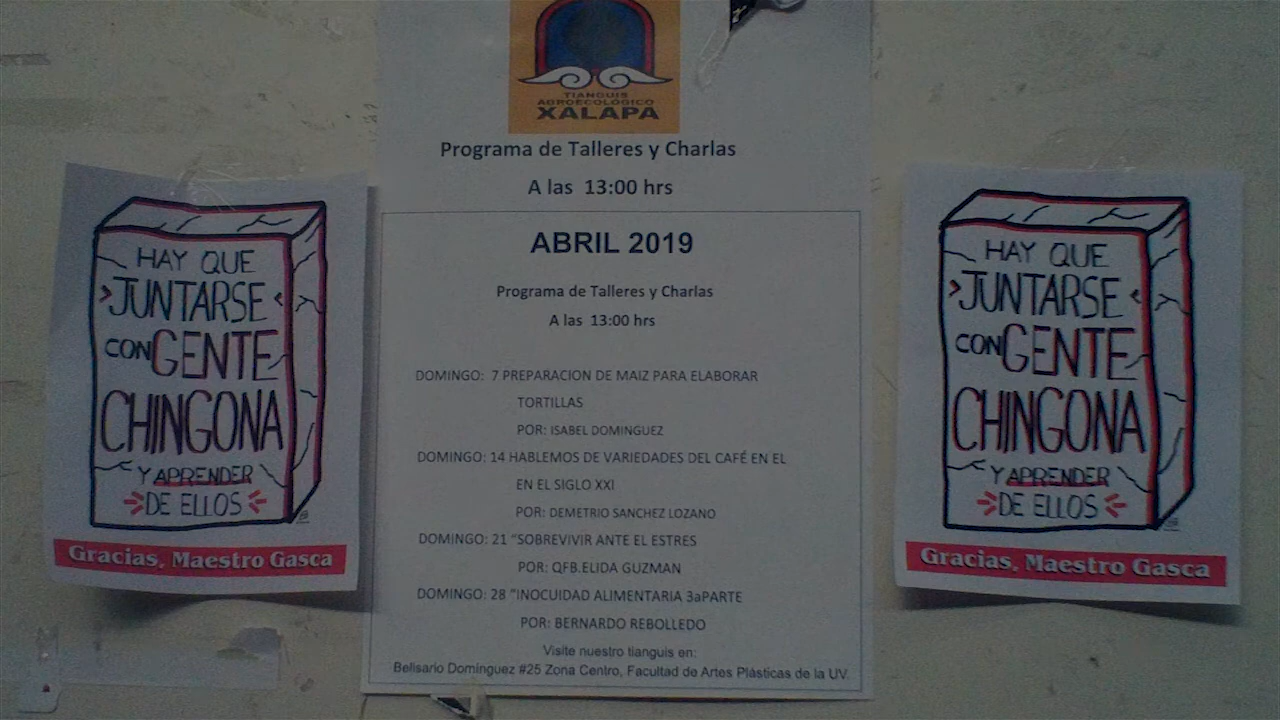 HAY QUE
JUNTARSE
CON GENTE
CHINGONA
Y APRENDER
DE ELLOS
Gracias, Maestro Gasca
TIANGUIS
AGROECOLÓGICO
XALAPA
Programa de Talleres y Charlas
A las 13:00 hrs
ABRIL 2019
Programa de Talleres y Charlas
A las 13:00 hrs
DOMINGO: 7 PREPARACION DE MAIZ PARA ELABORAR
TORTILLAS
POR: ISABEL DOMINGUEZ
DOMINGO: 14 HABLEMOS DE VARIEDADES DEL CAFÉ EN EL
EN EL SIGLO XXI
POR: DEMETRIO SANCHEZ LOZANO
DOMINGO: 21 "SOBREVIVIR ANTE EL ESTRES
POR: QFB.ELIDA GUZMAN
DOMINGO: 28 "INOCUIDAD ALIMENTARIA 3aPARTE
POR: BERNARDO REBOLLEDO
Visite nuestro tianguis en:
Belisario Domínguez #25 Zona Centro, Facultad de Artes Plásticas de la UV.
HAY QUE
JUNTARSE
CON GENTE
CHINGONA
Y APRENDER
DE ELLOS
Gracias, Maestro Gasca